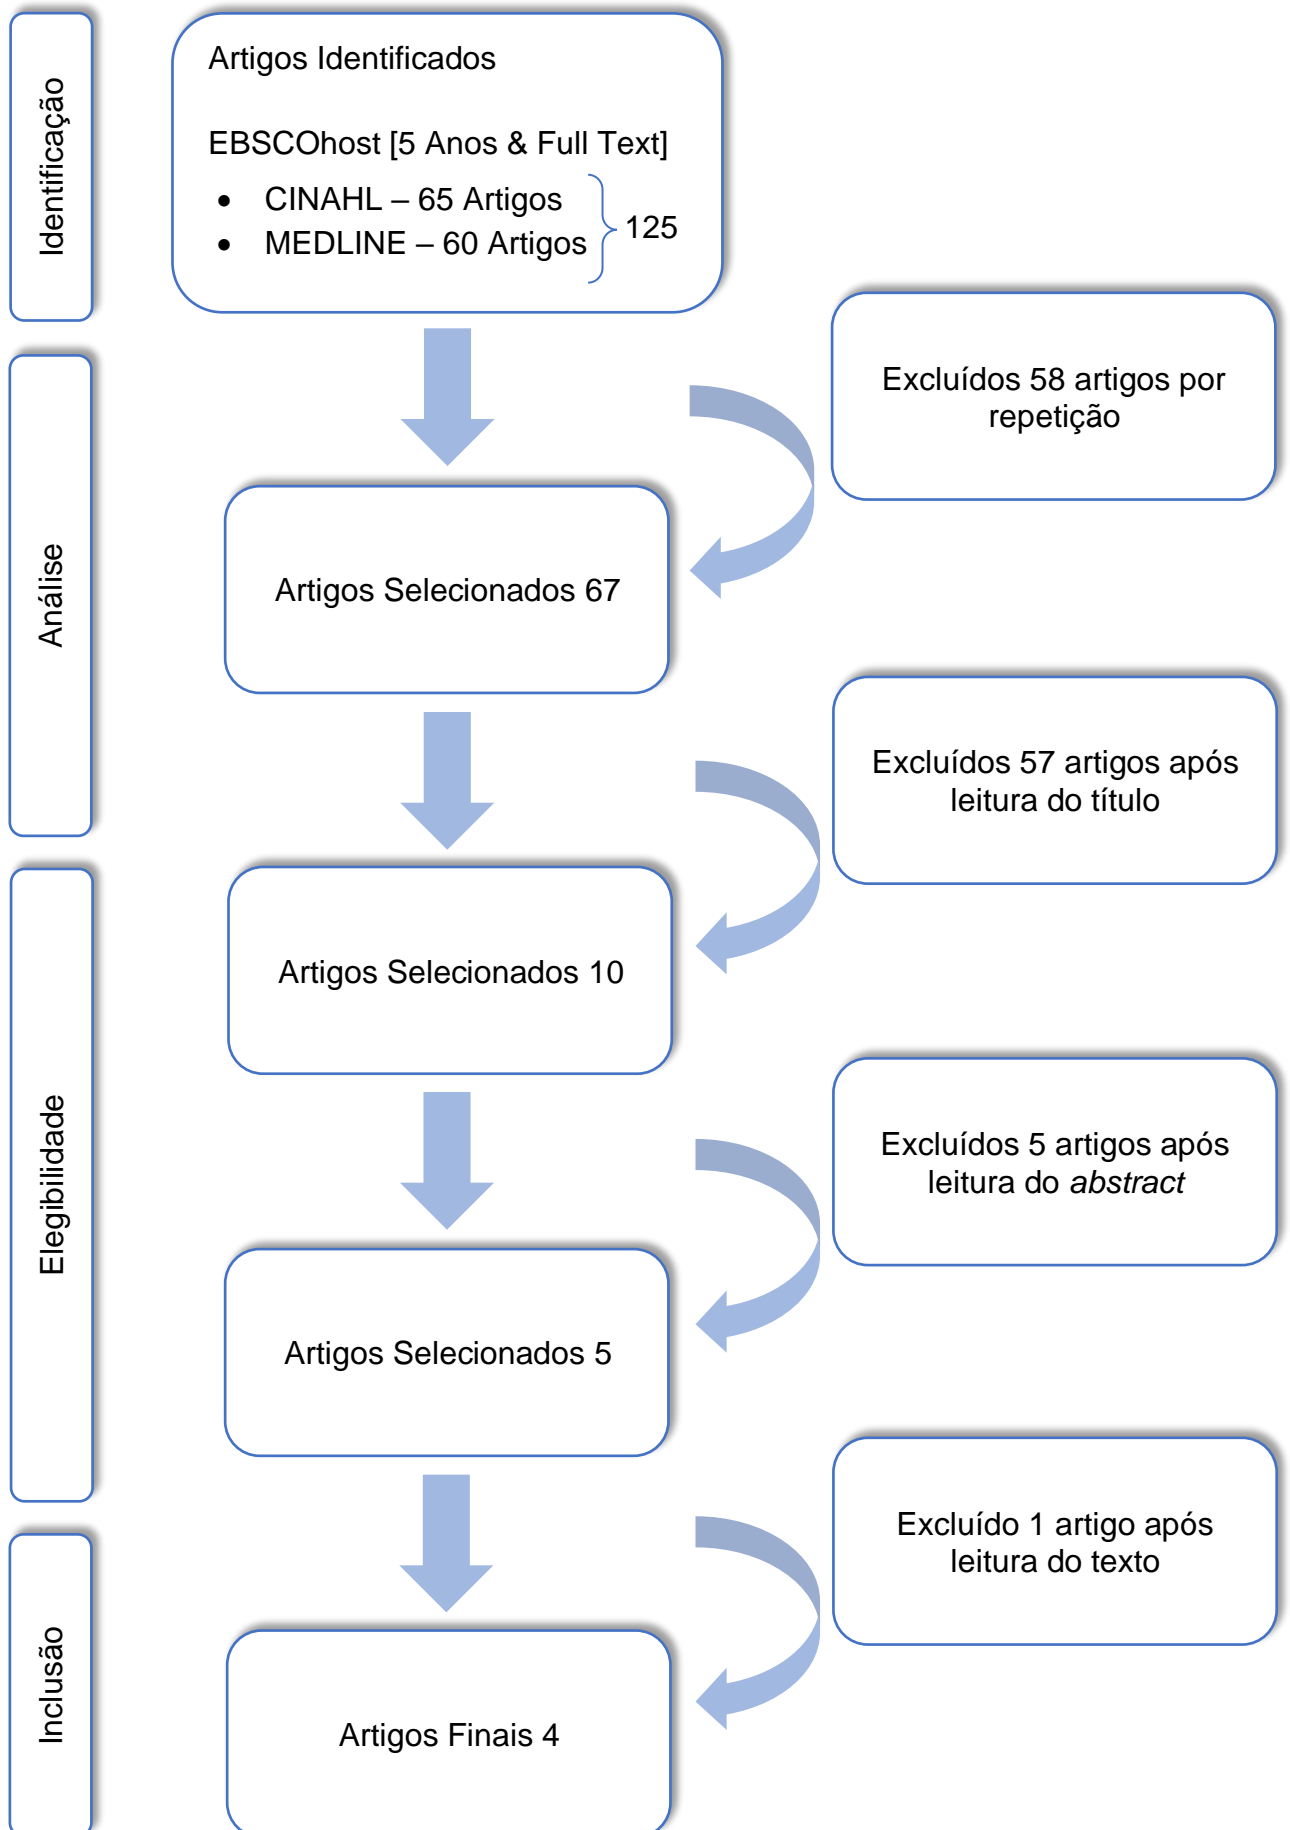 Identificação
Artigos Identificados
EBSCOhost [5 Anos & Full Text]
• CINAHL – 65 Artigos
• MEDLINE – 60 Artigos
125
Excluídos 58 artigos por
repetição
Análise
Artigos Selecionados 67
Excluídos 57 artigos após
leitura do título
Elegibilidade
Artigos Selecionados 10
Excluídos 5 artigos após
leitura do abstract
Artigos Selecionados 5
Excluído 1 artigo após
leitura do texto
Inclusão
Artigos Finais 4